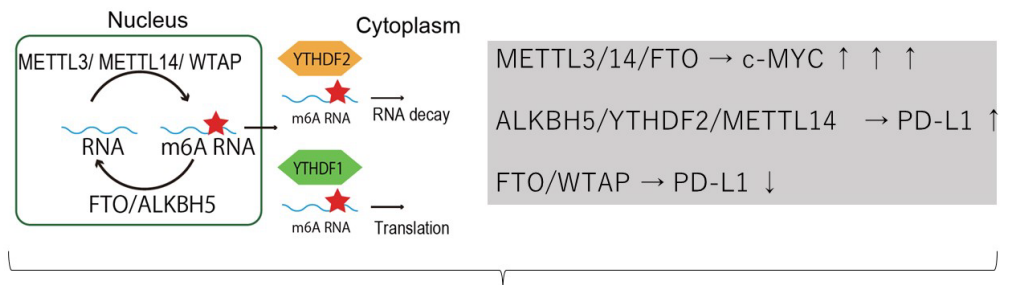 Nucleus
Cytoplasm
METTL3/ METTL14/ WTAP
RNA
m6A RNA
FTO/ALKBH5
YTHDF2
m6A RNA
RNA decay
YTHDF1
m6A RNA
Translation
METTL3/14/FTO → c-MYC ↑ ↑ ↑
ALKBH5/YTHDF2/METTL14 → PD-L1 ↑
FTO/WTAP → PD-L1 ↓